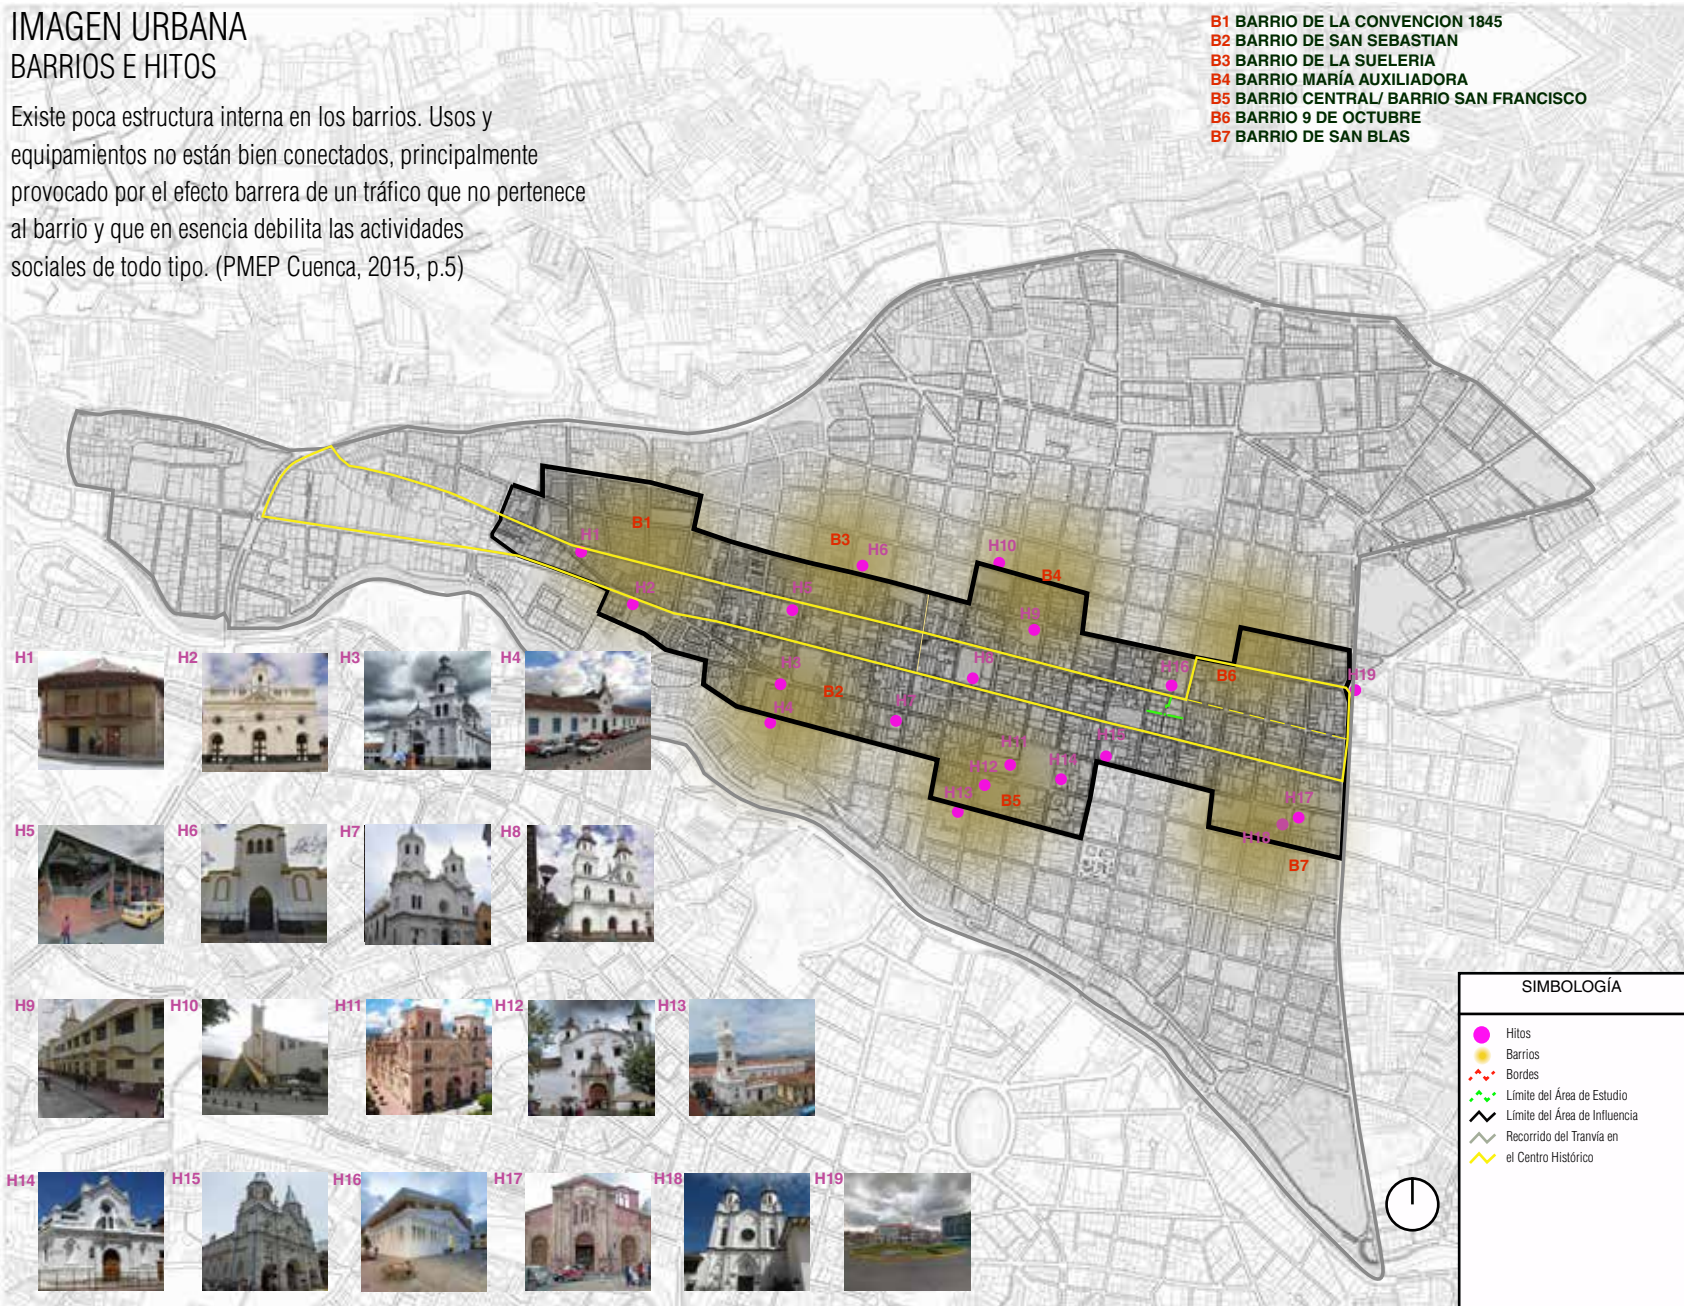 IMAGEN URBANA
BARRIOS E HITOS
Existe poca estructura interna en los barrios. Usos y
equipamientos no están bien conectados, principalmente
provocado por el efecto barrera de un tráfico que no pertenece
al barrio y que en esencia debilita las actividades
sociales de todo tipo. (PMEP Cuenca, 2015, p.5)
B1 BARRIO DE LA CONVENCION 1845
B2 BARRIO DE SAN SEBASTIAN
B3 BARRIO DE LA SUELERIA
B4 BARRIO MARÍA AUXILIADORA
B5 BARRIO CENTRAL/ BARRIO SAN FRANCISCO
B6 BARRIO 9 DE OCTUBRE
B7 BARRIO DE SAN BLAS
B1
H1
B3
H6
H10
B4
H2
H5
H9
H3
B2
H8
H16
B6
H19
H4
H7
H11
H15
H12
H14
H13
B5
H17
H18
B7
H1
H2
H3
H4
H5
H6
H7
H8
H9
H10
H11
H12
H13
H14
H15
H16
H17
H18
H19
SIMBOLOGÍA
Hitos
Barrios
Bordes
Límite del Área de Estudio
Límite del Área de Influencia
Recorrido del Tranvía en
el Centro Histórico